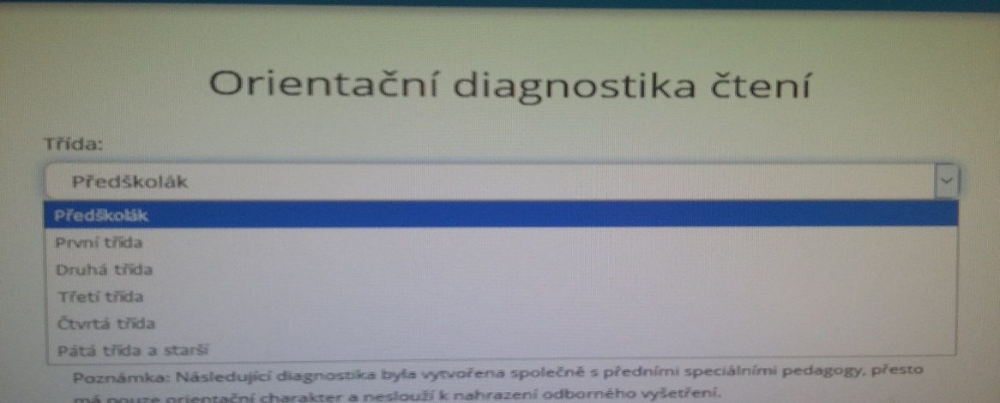 Orientační diagnostika čtení
Třída:
Předškolák
Předškolák
První třída
Druhá třída
Třetí třída
Čtvrtá třída
Pátá třída a starší
Poznámka: Následující diagnostika byla vytvořena společně s předními speciálními pedagogy, přesto
má pouze orientační charakter a neslouží k nahrazení odborného vyšetření.